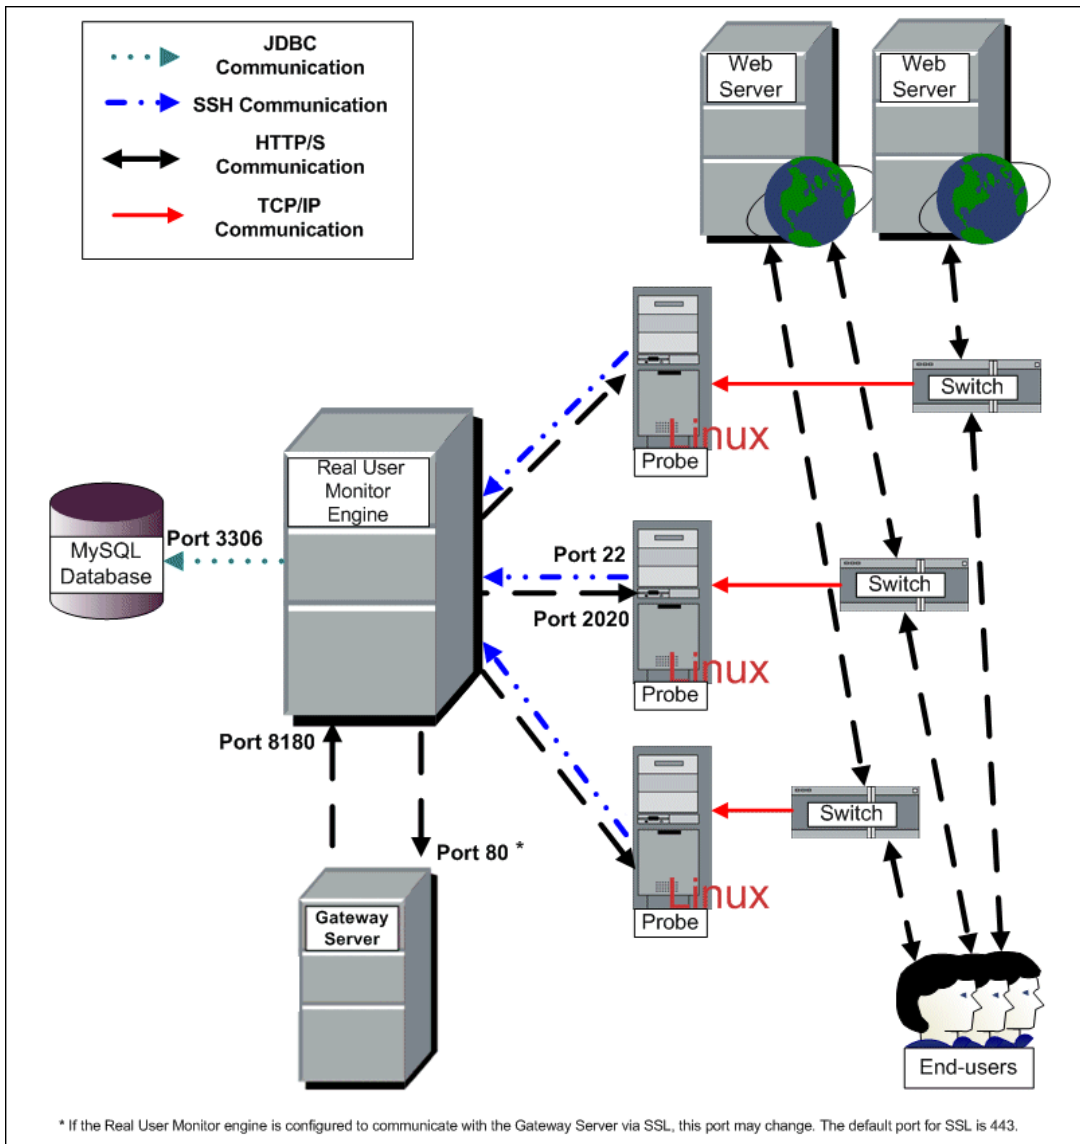 JDBC
Communication
SSH Communication
HTTP/S
Communication
TCP/IP
Communication
Web
Server
Web
Server
Switch
Linux
Probe
Real User
Monitor
Engine
MySQL
Database
Port 3306
Port 22
Port 2020
Switch
Linux
Probe
Port 8180
Switch
Port 80 *
Linux
Probe
Gateway
Server
End-users
* If the Real User Monitor engine is configured to communicate with the Gateway Server via SSL, this port may change. The default port for SSL is 443.